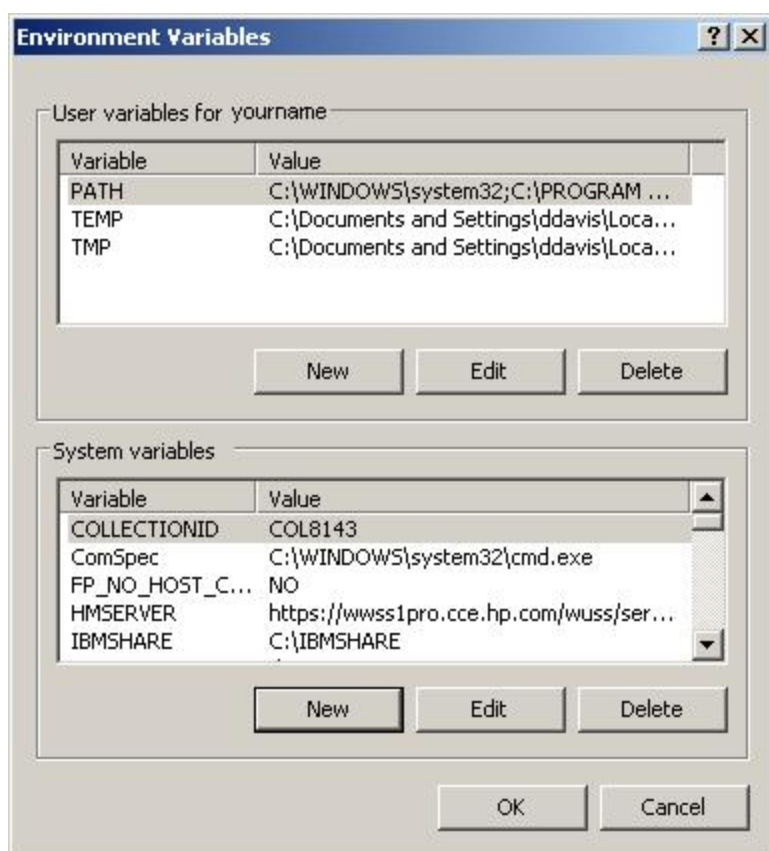 Environment Variables
User variables for yourname
Variable Value
PATH C:\WINDOWS\system32;C:\PROGRAM ...
TEMP C:\Documents and Settings\ddavis\Loca...
TMP C:\Documents and Settings\ddavis\Loca...
New Edit Delete
System variables
Variable Value
COLLECTIONID COL8143
ComSpec C:\WINDOWS\system32\cmd.exe
FP_NO_HOST_C... NO
HMSERVER https://wwss1pro.cce.hp.com/wuss/ser...
IBMSHARE C:\IBMSHARE
New Edit Delete
OK Cancel